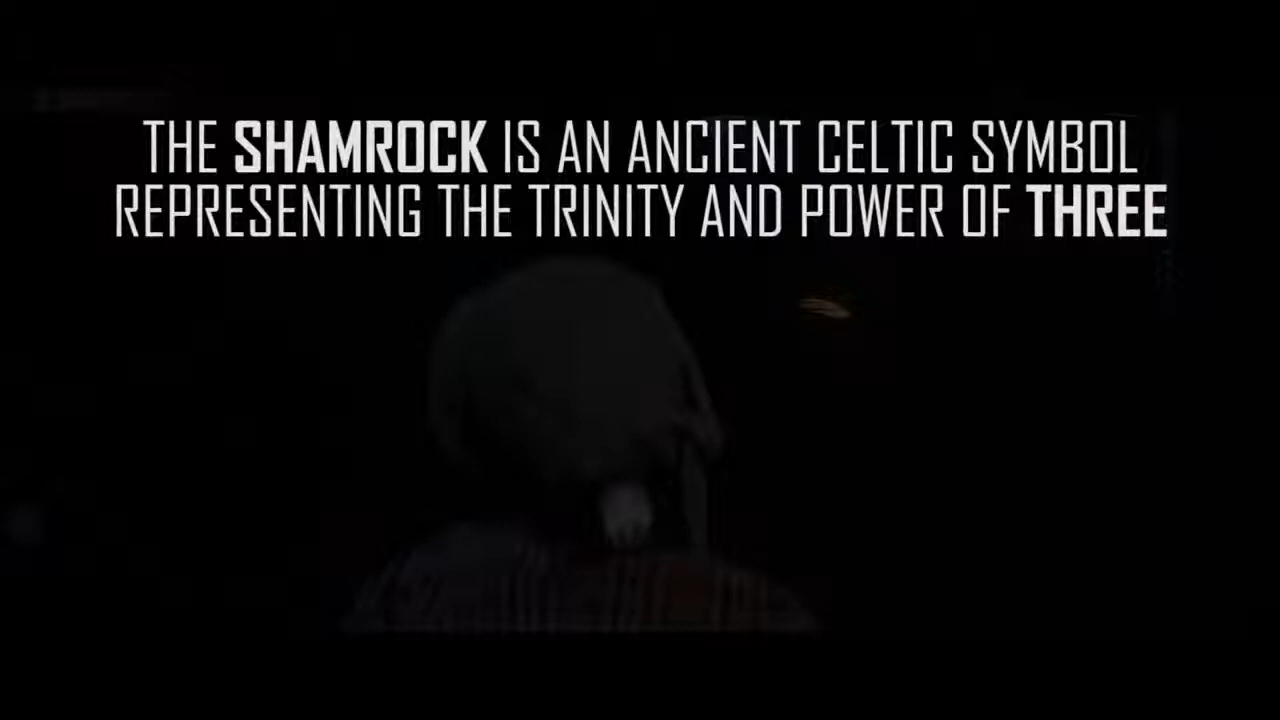 THE SHAMROCK IS AN ANCIENT CELTIC SYMBOL
REPRESENTING THE TRINITY AND POWER OF THREE